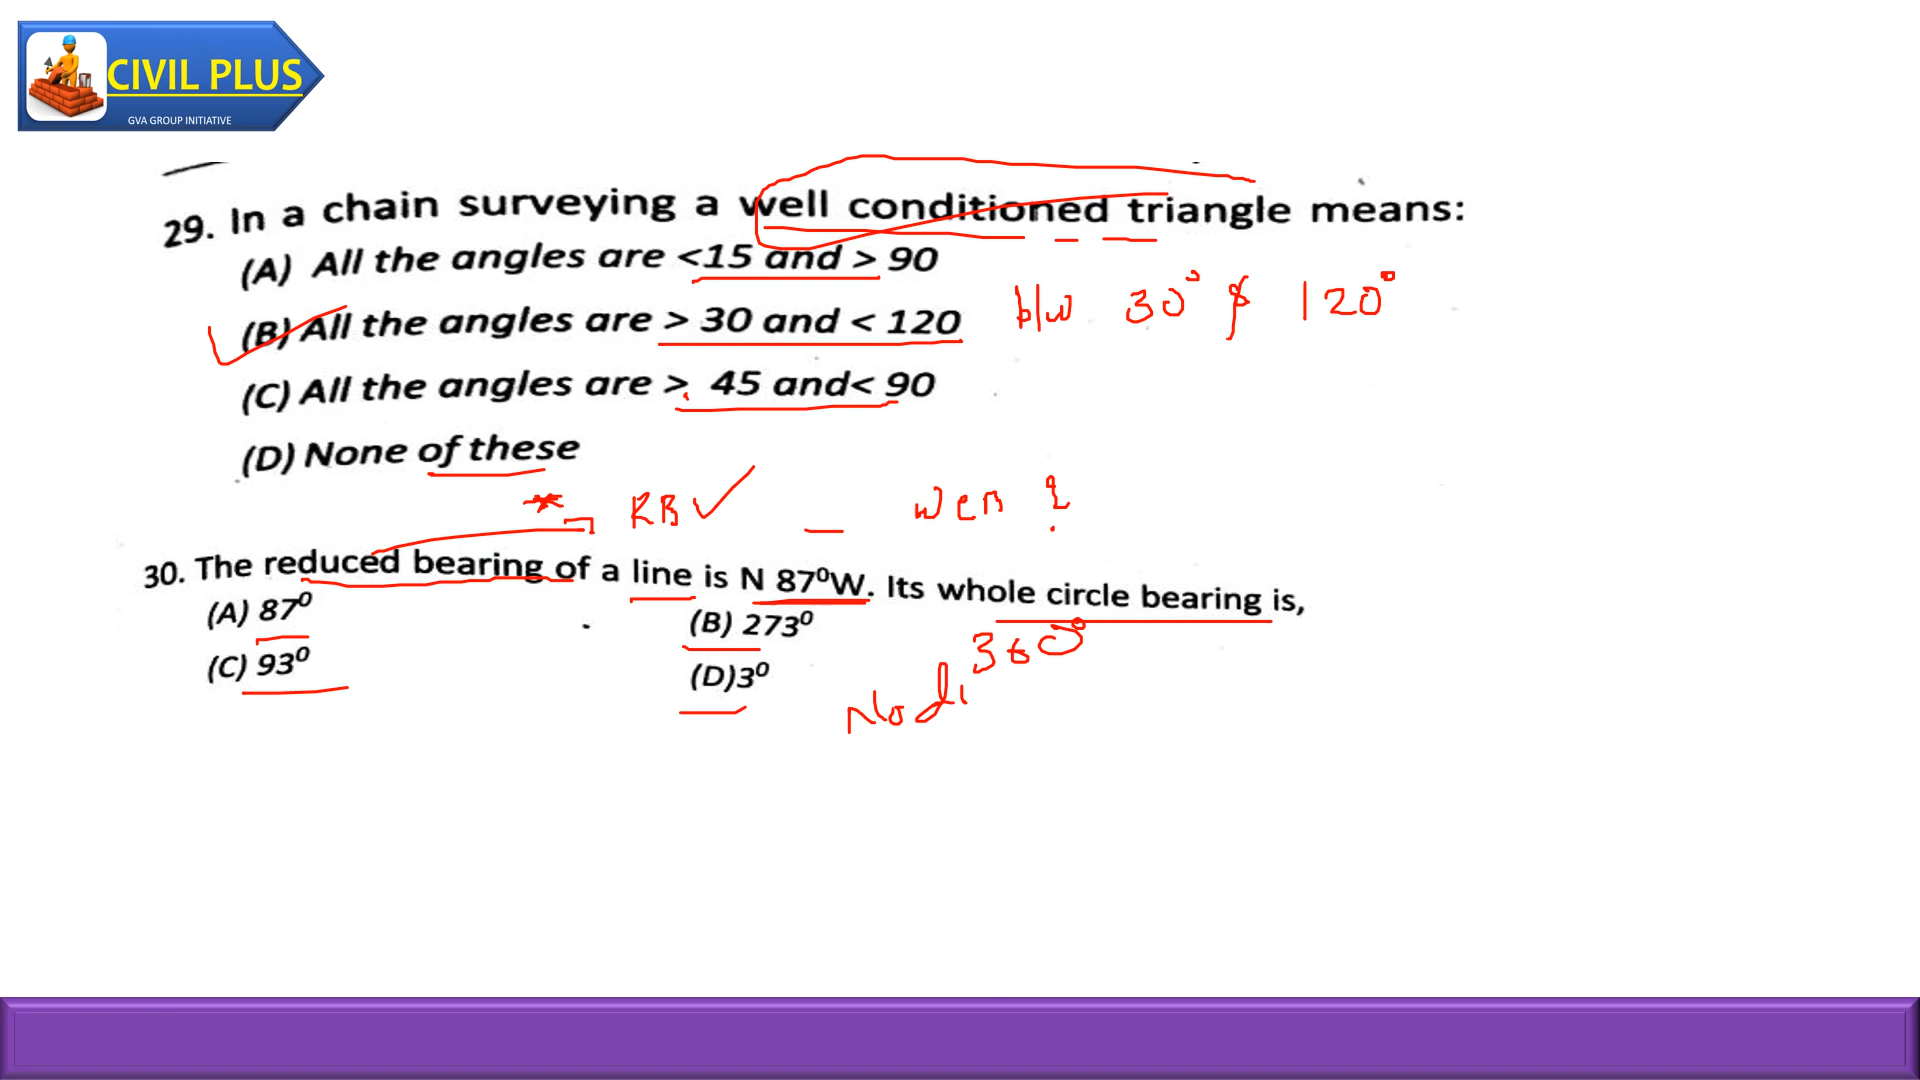 CIVIL PLUS
GVA GROUP INITIATIVE
29. In a chain surveying a well conditioned triangle means:
(A) All the angles are <15 and > 90
(B) All the angles are > 30 and < 120
b/w 30° & 120°
(C) All the angles are > 45 and< 90
(D) None of these
RB ✓ — WCB ?
30. The reduced bearing of a line is N 87⁰W. Its whole circle bearing is,
(A) 87⁰
(B) 273⁰
360°
(C) 93⁰
(D)3⁰